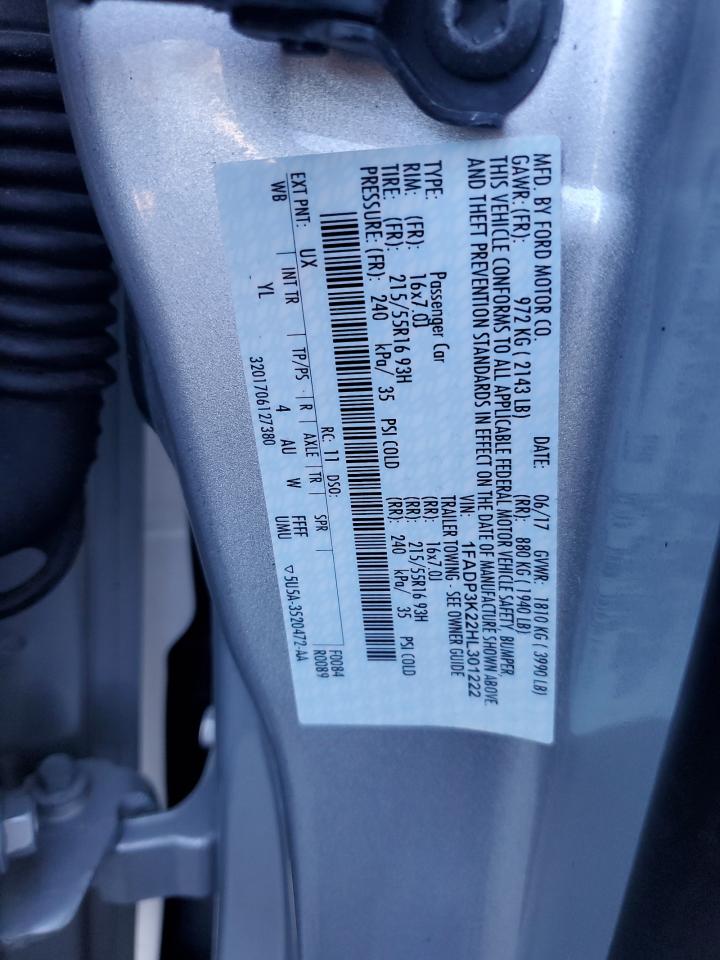 MFD. BY FORD MOTOR CO.
DATE: 06/17 GVWR: 1810 KG ( 3990 LB)
GAWR: (FR): 972 KG ( 2143 LB) (RR): 880 KG ( 1940 LB)
THIS VEHICLE CONFORMS TO ALL APPLICABLE FEDERAL MOTOR VEHICLE SAFETY, BUMPER,
AND THEFT PREVENTION STANDARDS IN EFFECT ON THE DATE OF MANUFACTURE SHOWN ABOVE
VIN: 1FADP3K22HL301222
TYPE: Passenger Car TRAILER TOWING - SEE OWNER GUIDE
RIM: (FR): 16x7.0J (RR): 16x7.0J
TIRE: (FR): 215/55R16 93H (RR): 215/55R16 93H
PRESSURE: (FR): 240 kPa/ 35 PSI COLD (RR): 240 kPa/ 35 PSI COLD
F0084
EXT PNT: UX RC: 11 DSO: R0089
WB INT TR TP/PS R AXLE TR SPR
YL 4 AU W FFFF
UMU
3201706127380 ▽5U5A-3520472-AA